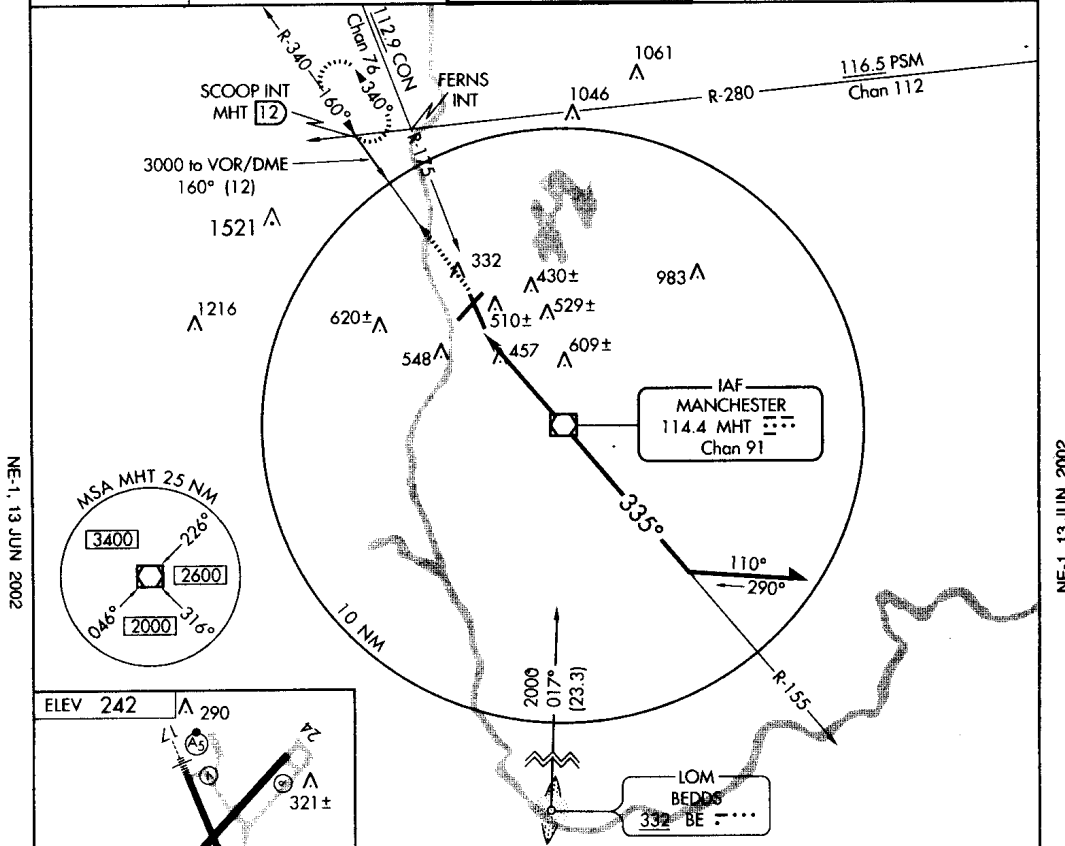 1061
116.5 PSM
Chan 112
112.9 CON
Chan 76
R-340
160°
340°
SCOOP INT
MHT 12
FERNS
INT
1046
R-280
R-175
3000 to VOR/DME
160° (12)
1521
332
430±
983
1216
620±
510±
529±
548
457
609±
IAF
MANCHESTER
114.4 MHT
Chan 91
NE-1, 13 JUN 2002
NE-1, 13 JUN 2002
335°
MSA MHT 25 NM
3400
226°
2600
046°
2000
316°
110°
290°
10 NM
2000
017°
(23.3)
R-155
ELEV 242
290
17
A5
24
321±
LOM
BEDDS
332 BE